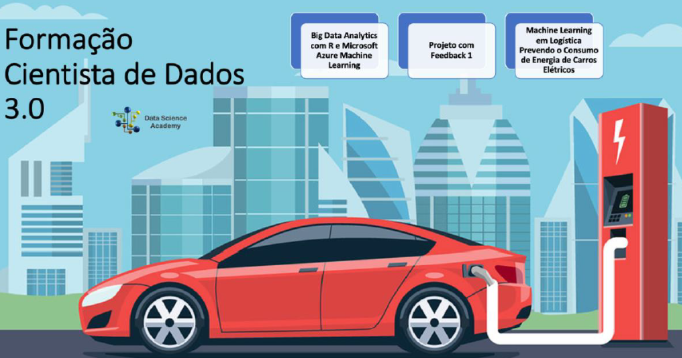 Formação
Cientista de Dados
3.0
Data Science
Academy
Big Data Analytics
com R e Microsoft
Azure Machine
Learning
Projeto com
Feedback 1
Machine Learning
em Logística
Prevendo o Consumo
de Energia de Carros
Elétricos